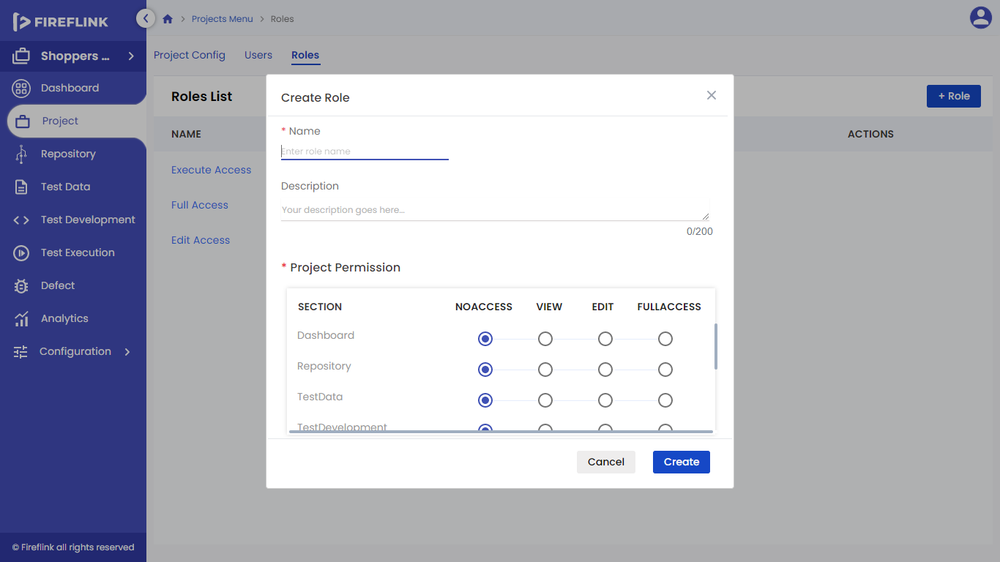 FIREFLINK
Projects Menu
Roles
Shoppers ...
Project Config
Users
Roles
Dashboard
Project
Repository
Test Data
Test Development
Test Execution
Defect
Analytics
Configuration
© Fireflink all rights reserved
Roles List
+ Role
NAME
ACTIONS
Execute Access
Full Access
Edit Access
Create Role
* Name
Enter role name
Description
Your description goes here...
0/200
* Project Permission
SECTION NOACCESS VIEW EDIT FULLACCESS
Dashboard
Repository
TestData
TestDevelopment
Cancel
Create